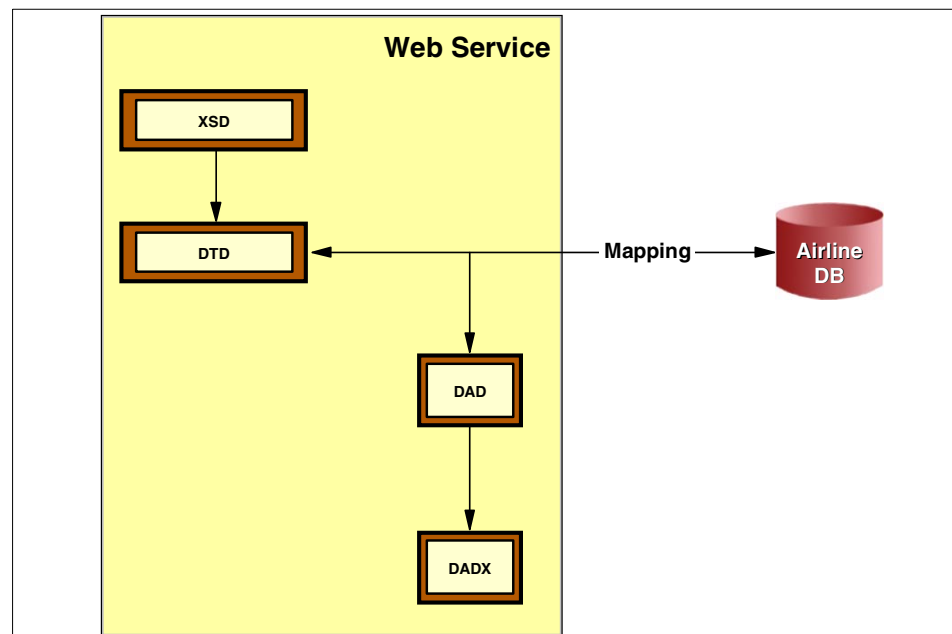 Web Service
XSD
DTD
Mapping
Airline
DB
DAD
DADX